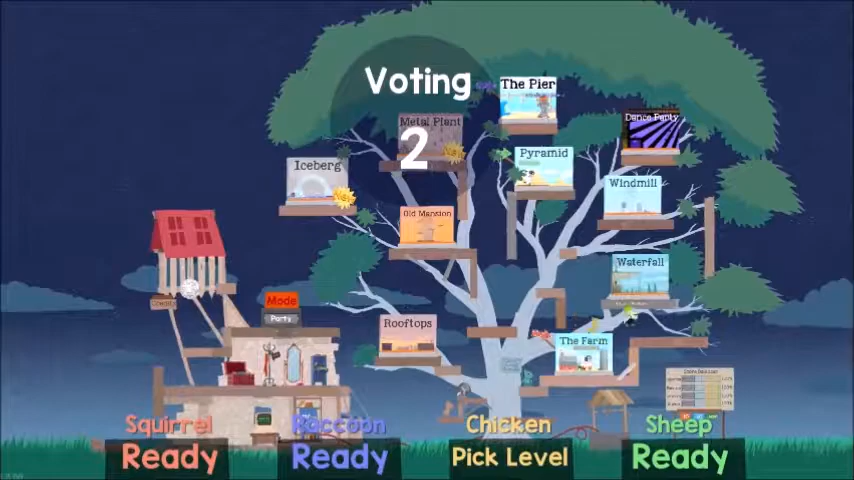 Voting
2
The Pier
Metal Plant
Dance Party
Pyramid
Iceberg
Windmill
Old Mansion
Waterfall
Credits
Mode
Party
Rooftops
The Farm
Squirrel
Raccoon
Chicken
Sheep
Ready
Ready
Pick Level
Ready